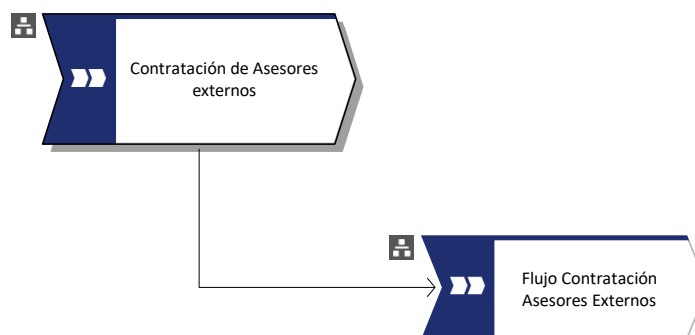 Contratación de Asesores
externos
Flujo Contratación
Asesores Externos